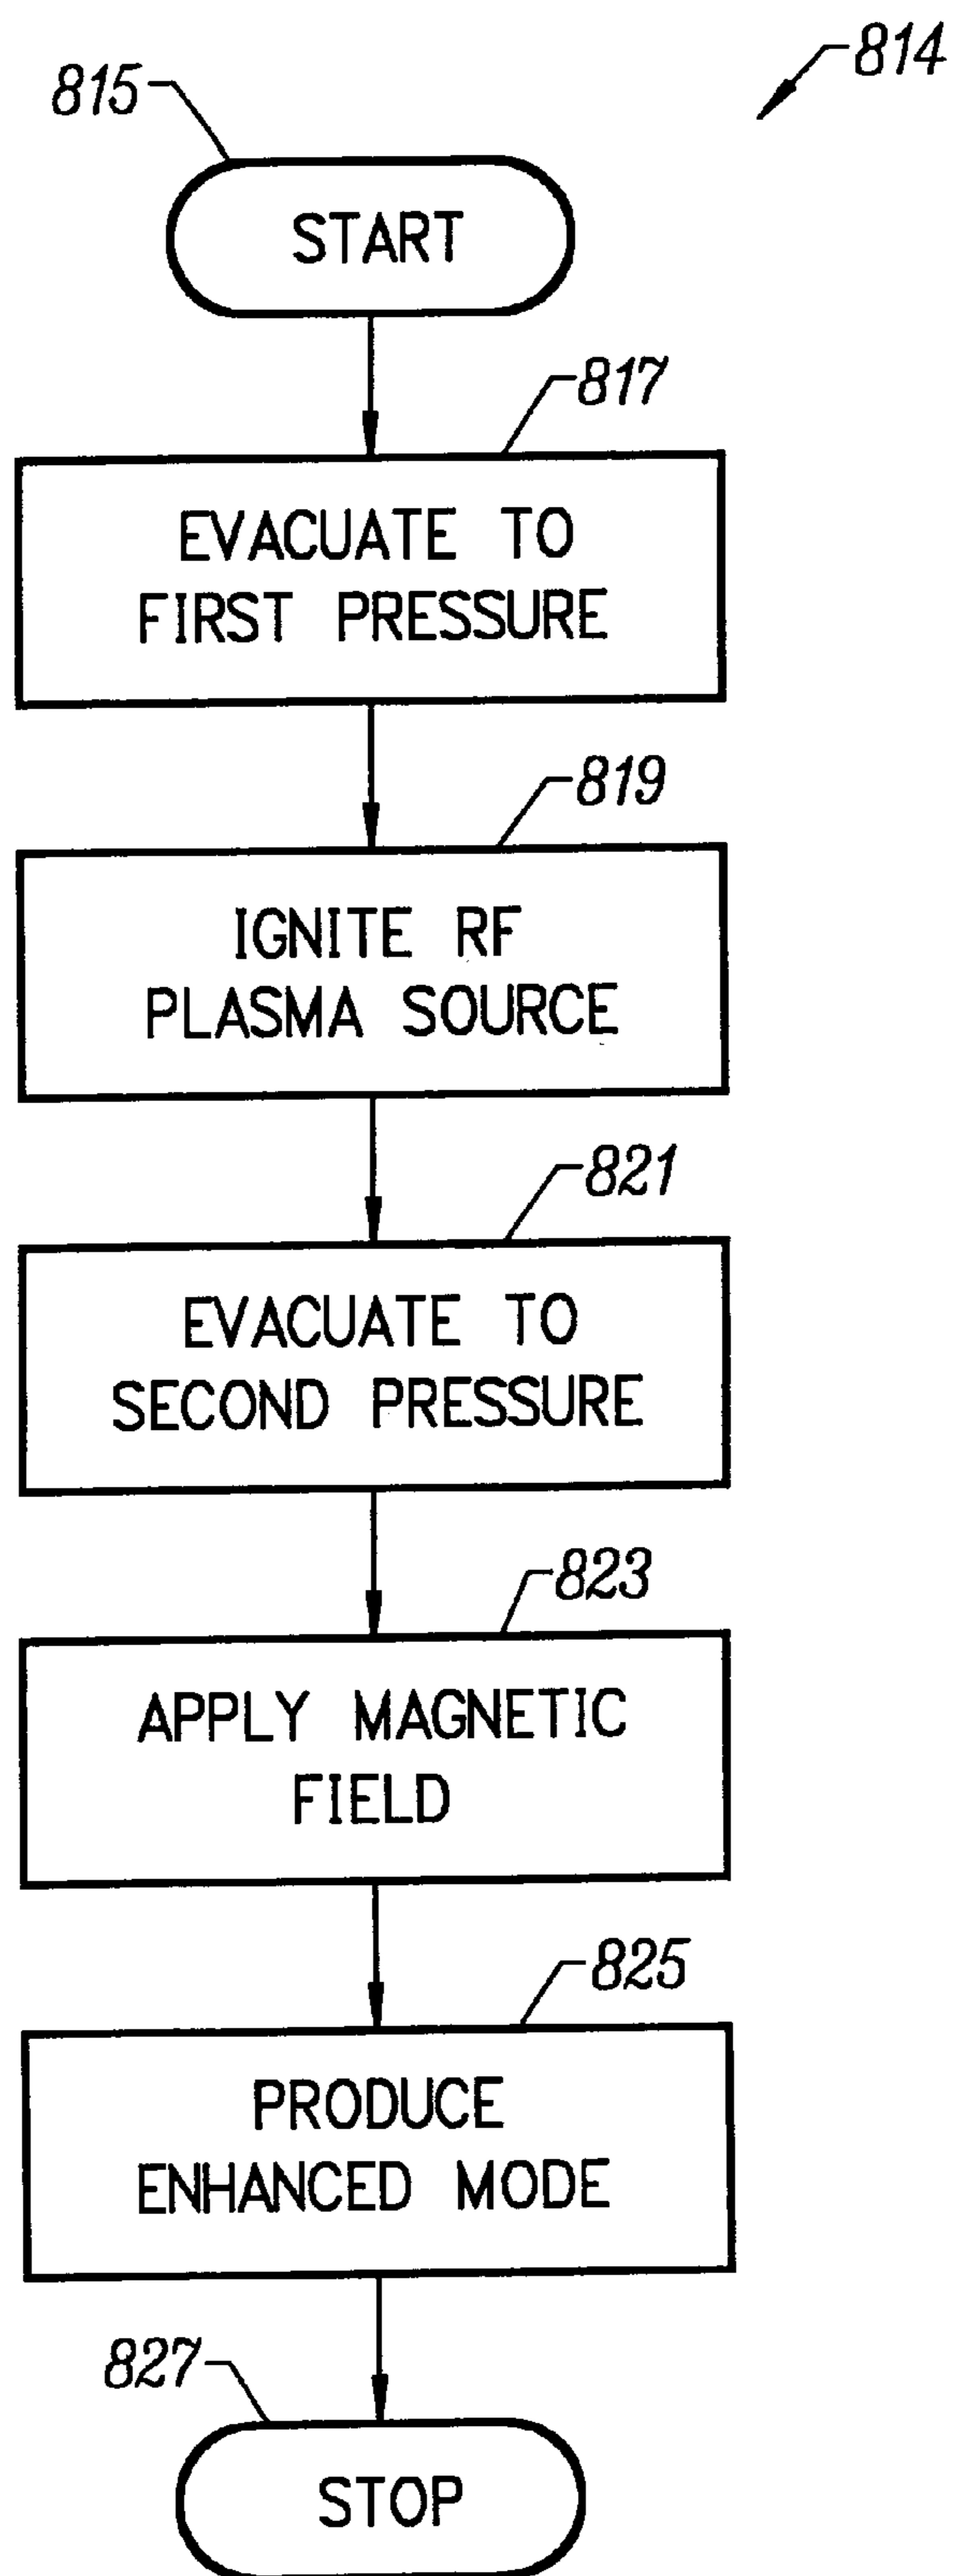 814
815
START
817
EVACUATE TO
FIRST PRESSURE
819
IGNITE RF
PLASMA SOURCE
821
EVACUATE TO
SECOND PRESSURE
823
APPLY MAGNETIC
FIELD
825
PRODUCE
ENHANCED MODE
827
STOP